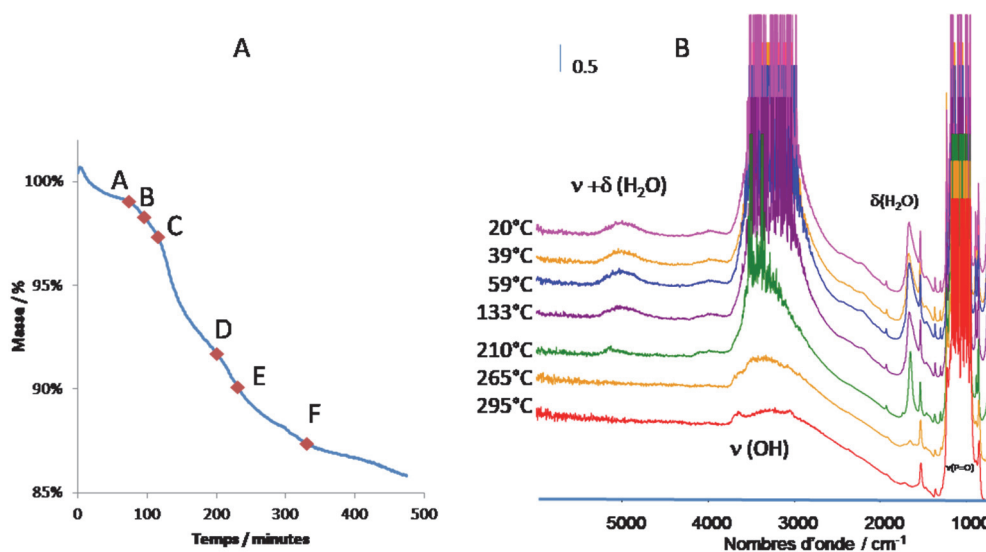 A
100%
95%
90%
85%
Masse / %
A
B
C
D
E
F
0
100
200
300
400
500
Temps / minutes
B
0.5
ν +δ (H₂O)
δ(H₂O)
20°C
39°C
59°C
133°C
210°C
265°C
295°C
ν (OH)
ν(P=O)
5000
4000
3000
2000
1000
Nombres d'onde / cm⁻¹